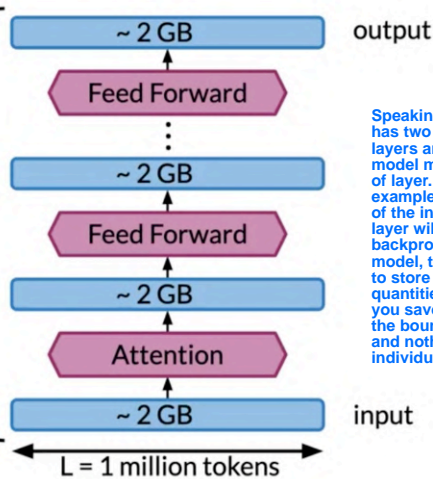 ~ 2 GB
output
Feed Forward
~ 2 GB
Feed Forward
~ 2 GB
Attention
~ 2 GB
input
L = 1 million tokens
Speakin
has two
layers a
model m
of layer.
example
of the in
layer wi
backpro
model, t
to store
quantitie
you save
the boun
and noth
individu